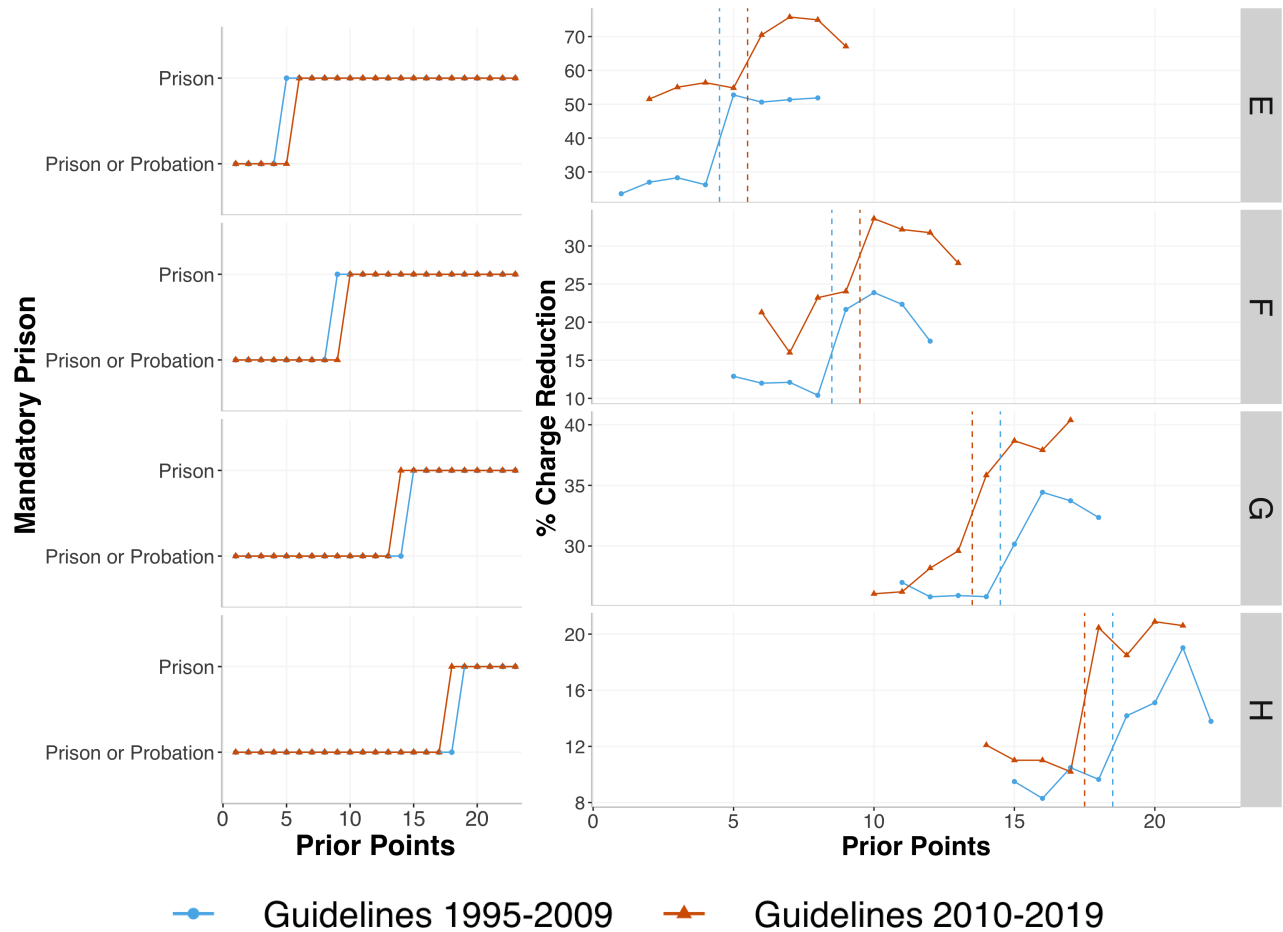 Mandatory Prison
Prison
Prison or Probation
Prison
Prison or Probation
Prison
Prison or Probation
Prison
Prison or Probation
0 5 10 15 20
Prior Points
% Charge Reduction
70
60
50
40
30
E
30
25
20
15
10
F
40
35
30
G
20
16
12
8
H
0 5 10 15 20
Prior Points
Guidelines 1995-2009 Guidelines 2010-2019